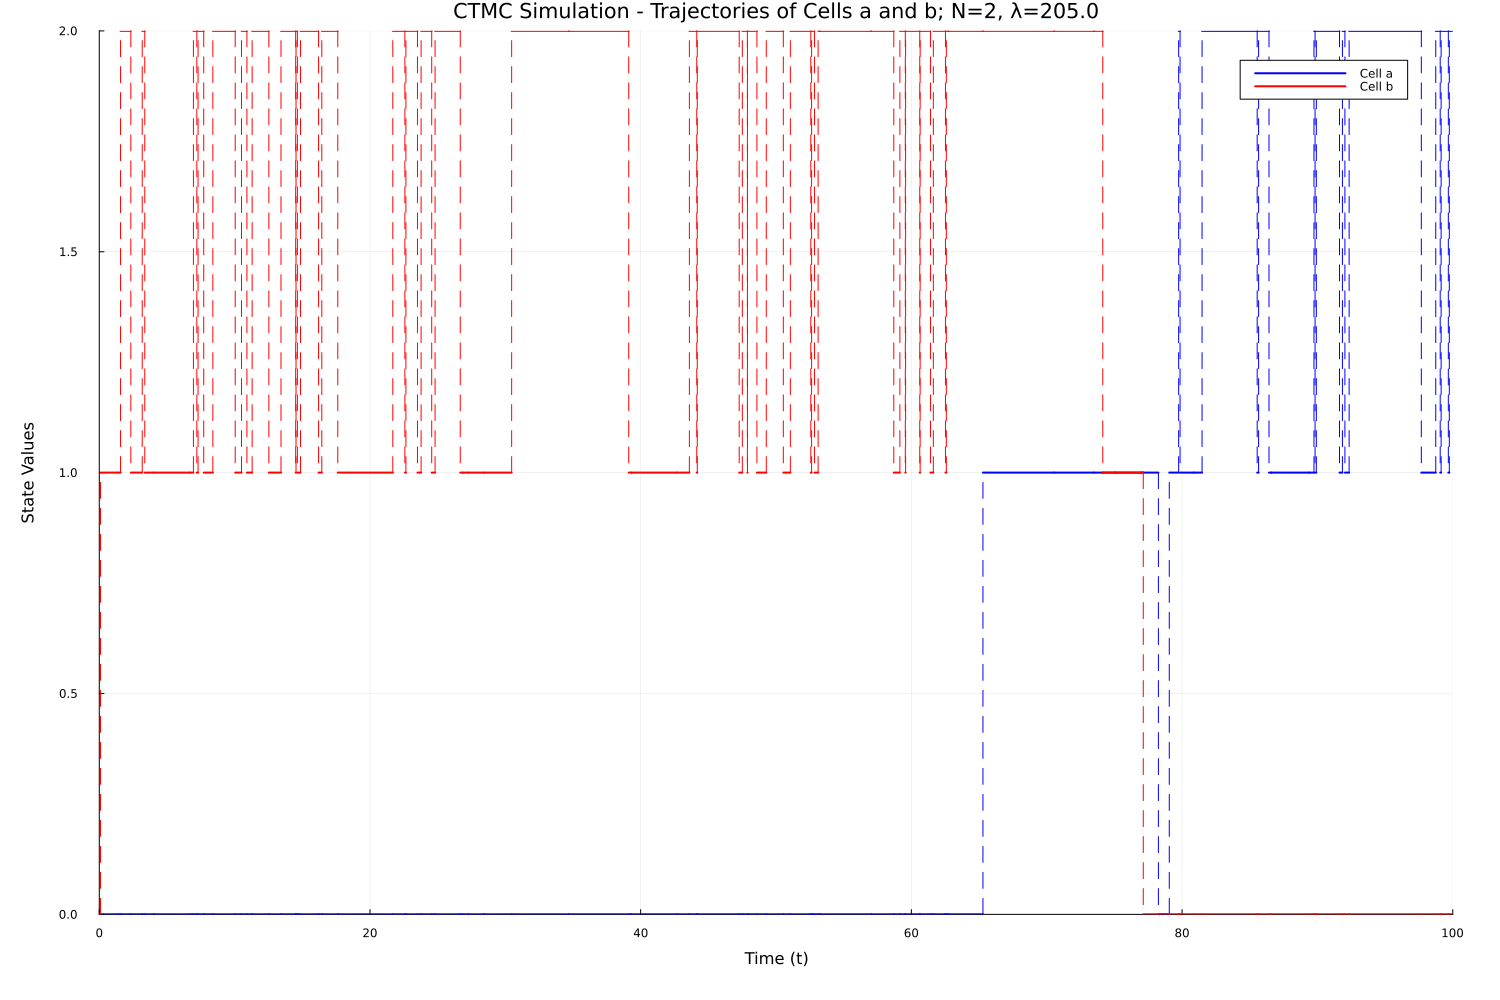 CTMC Simulation - Trajectories of Cells a and b; N=2, λ=205.0
2.0
Cell a
Cell b
1.5
1.0
State Values
0.5
0.0
0 20 40 60 80 100
Time (t)